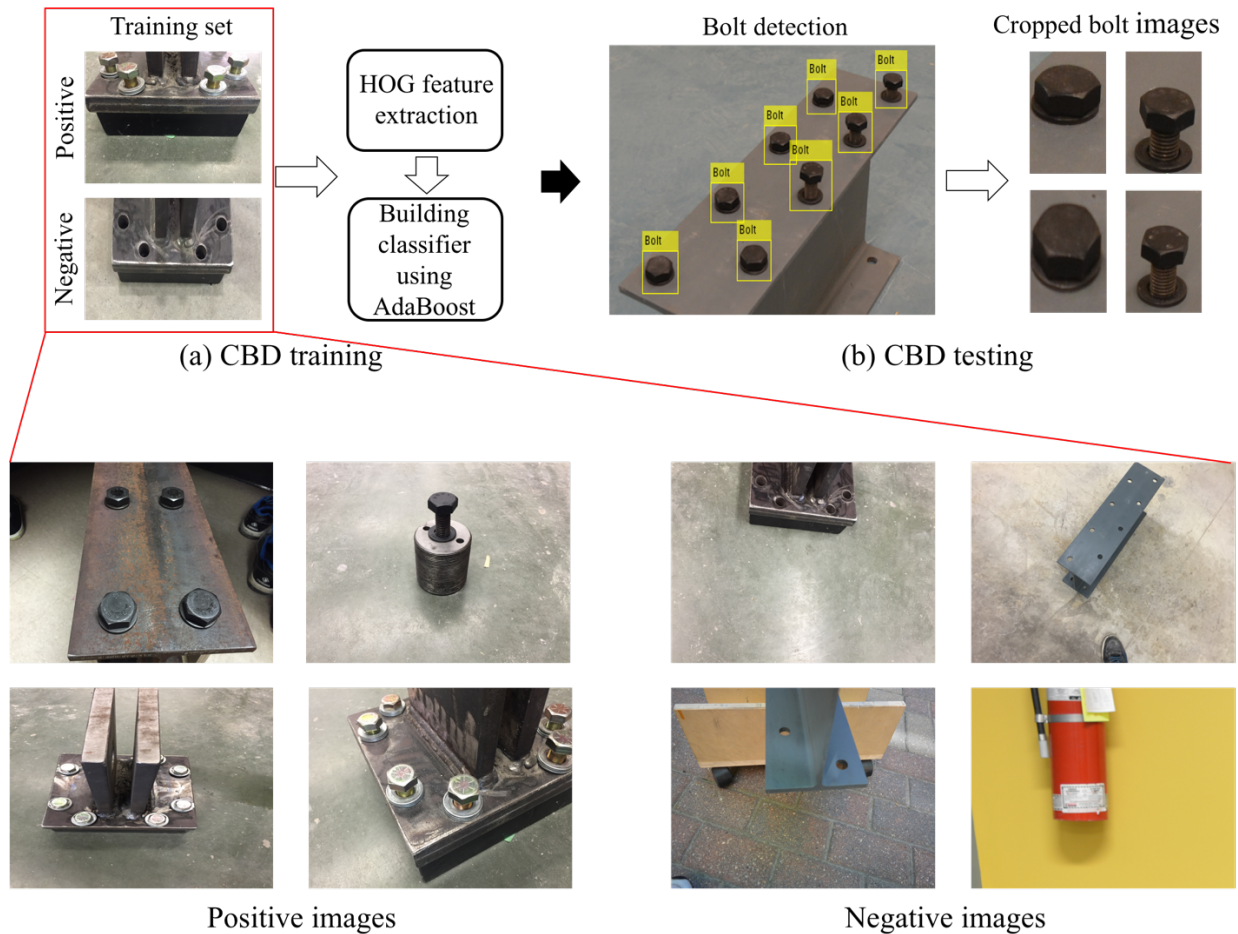 Training set
Positive
Negative
HOG feature
extraction
Building
classifier
using
AdaBoost
(a) CBD training
Bolt detection
Bolt
Bolt
Bolt
Bolt
Bolt
Bolt
Bolt
Bolt
Cropped bolt images
(b) CBD testing
Positive images
Negative images